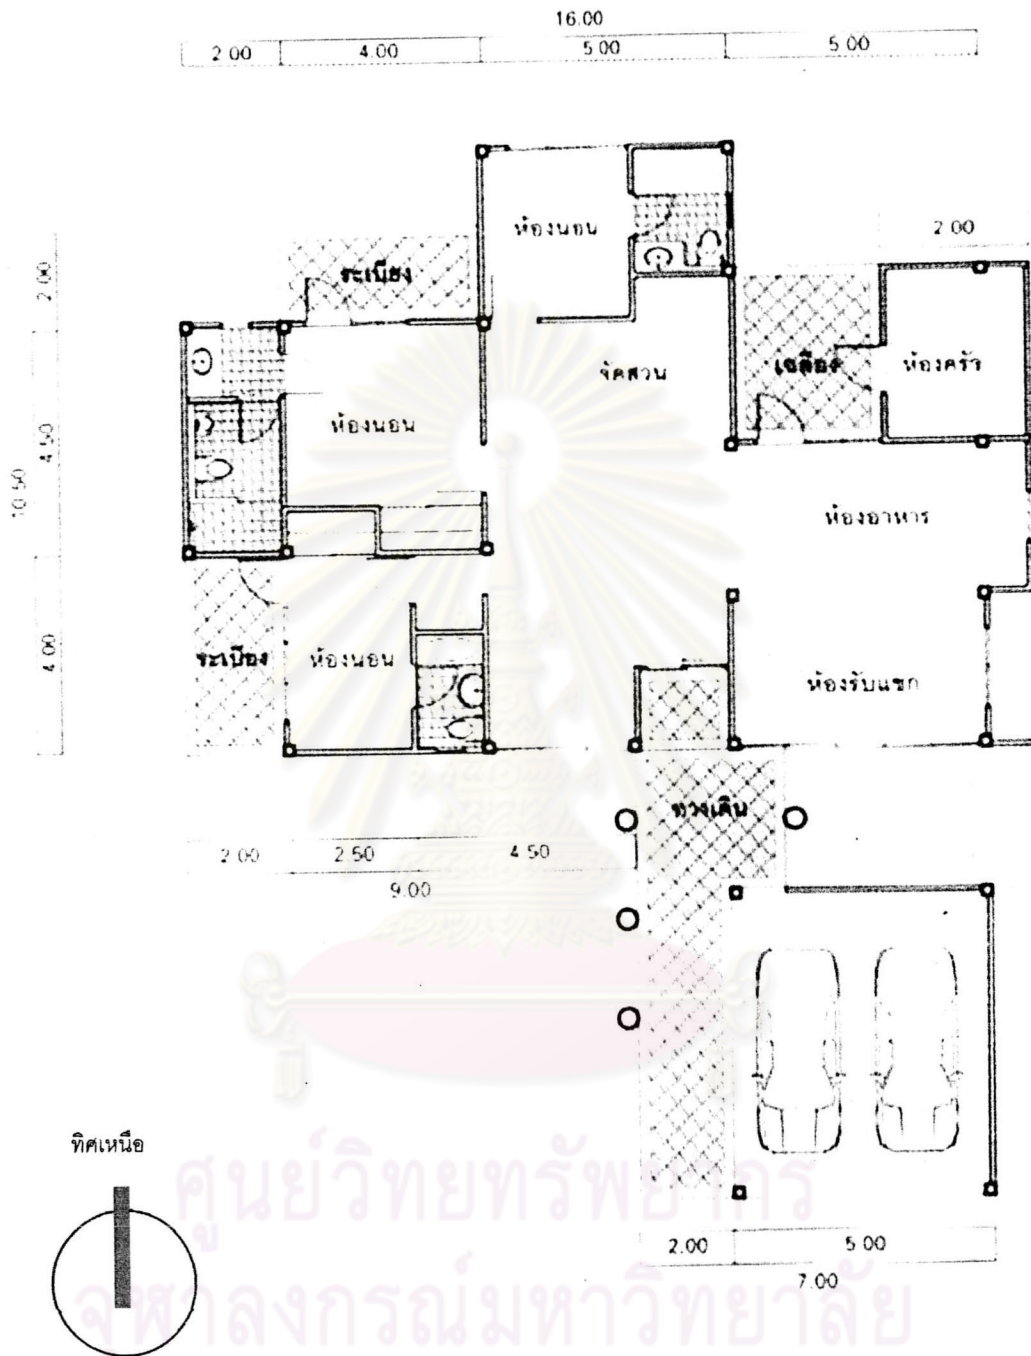 16.00
2.00 4.00 5.00 5.00
2.00
ห้องนอน
ระเบียง
2.00
จัดสวน
เฉลียง
ห้องครัว
ห้องนอน
4.50
10.50
ห้องอาหาร
4.00
ระเบียง
ห้องนอน
ห้องรับแขก
ทางเดิน
2.00 2.50 4.50
9.00
ทิศเหนือ
ศูนย์วิทยทรัพยากร
2.00 5.00
7.00
จุฬาลงกรณ์มหาวิทยาลัย